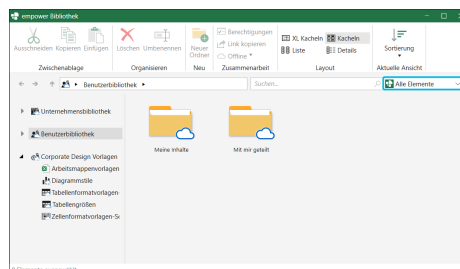 empower Bibliothek
Ausschneiden Kopieren Einfügen
Löschen Umbenennen
Neuer Ordner
Berechtigungen
Link kopieren
Offline
XL Kacheln Kacheln
Liste Details
Sortierung
Zwischenablage Organisieren Neu Zusammenarbeit Layout Aktuelle Ansicht
Benutzerbibliothek
Suchen...
Alle Elemente
Unternehmensbibliothek
Benutzerbibliothek
Corporate Design Vorlagen
Arbeitsmappenvorlagen
Diagrammstile
Tabellenformatvorlagen-
Tabellengrößen
Zellenformatvorlagen-Se
Meine Inhalte
Mit mir geteilt